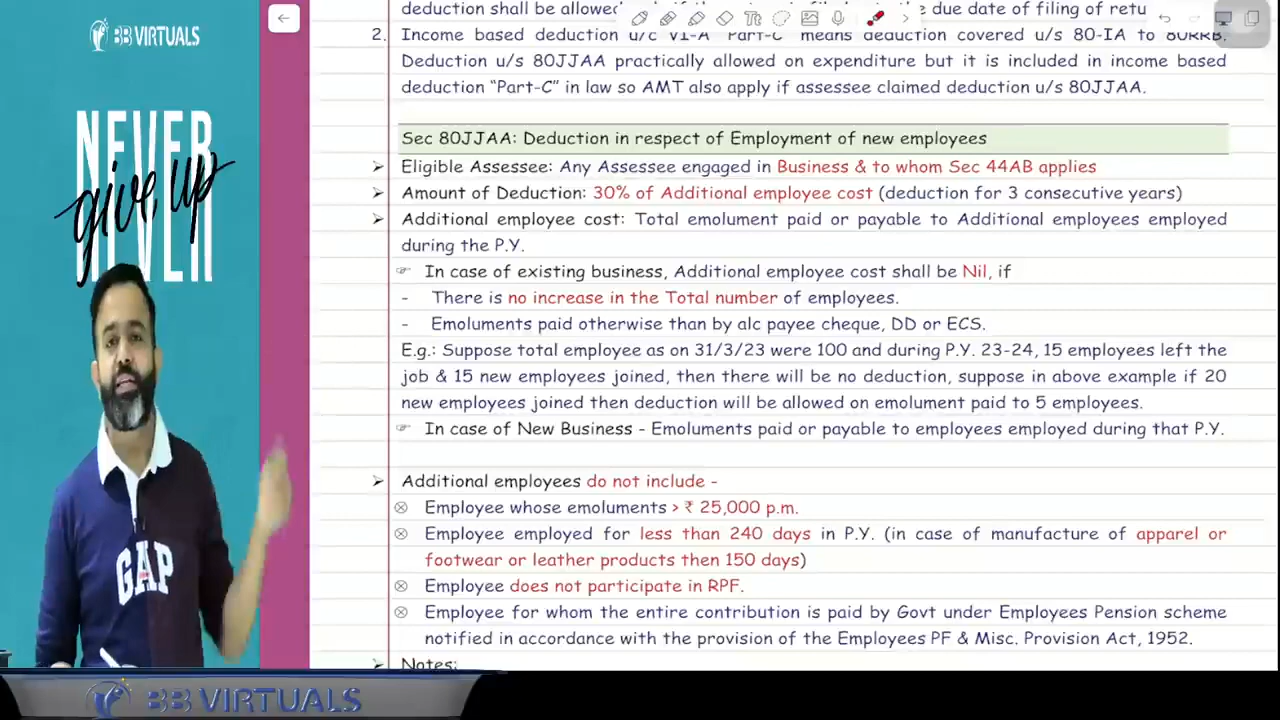 BB VIRTUALS
NEVER
give up
NEVER
GAP
deduction shall be allowed the due date of filing of retu
2. Income based deduction u/c VI-A "Part-C" means deduction covered u/s 80-IA to 80RRB.
Deduction u/s 80JJAA practically allowed on expenditure but it is included in income based
deduction "Part-C" in law so AMT also apply if assessee claimed deduction u/s 80JJAA.
Sec 80JJAA: Deduction in respect of Employment of new employees
➤ Eligible Assessee: Any Assessee engaged in Business & to whom Sec 44AB applies
➤ Amount of Deduction: 30% of Additional employee cost (deduction for 3 consecutive years)
➤ Additional employee cost: Total emolument paid or payable to Additional employees employed
during the P.Y.
☞ In case of existing business, Additional employee cost shall be Nil, if
- There is no increase in the Total number of employees.
- Emoluments paid otherwise than by alc payee cheque, DD or ECS.
E.g.: Suppose total employee as on 31/3/23 were 100 and during P.Y. 23-24, 15 employees left the
job & 15 new employees joined, then there will be no deduction, suppose in above example if 20
new employees joined then deduction will be allowed on emolument paid to 5 employees.
☞ In case of New Business - Emoluments paid or payable to employees employed during that P.Y.
➤ Additional employees do not include -
⊗ Employee whose emoluments > ₹ 25,000 p.m.
⊗ Employee employed for less than 240 days in P.Y. (in case of manufacture of apparel or
footwear or leather products then 150 days)
⊗ Employee does not participate in RPF.
⊗ Employee for whom the entire contribution is paid by Govt under Employees Pension scheme
notified in accordance with the provision of the Employees PF & Misc. Provision Act, 1952.
➤ Notes:
BB VIRTUALS